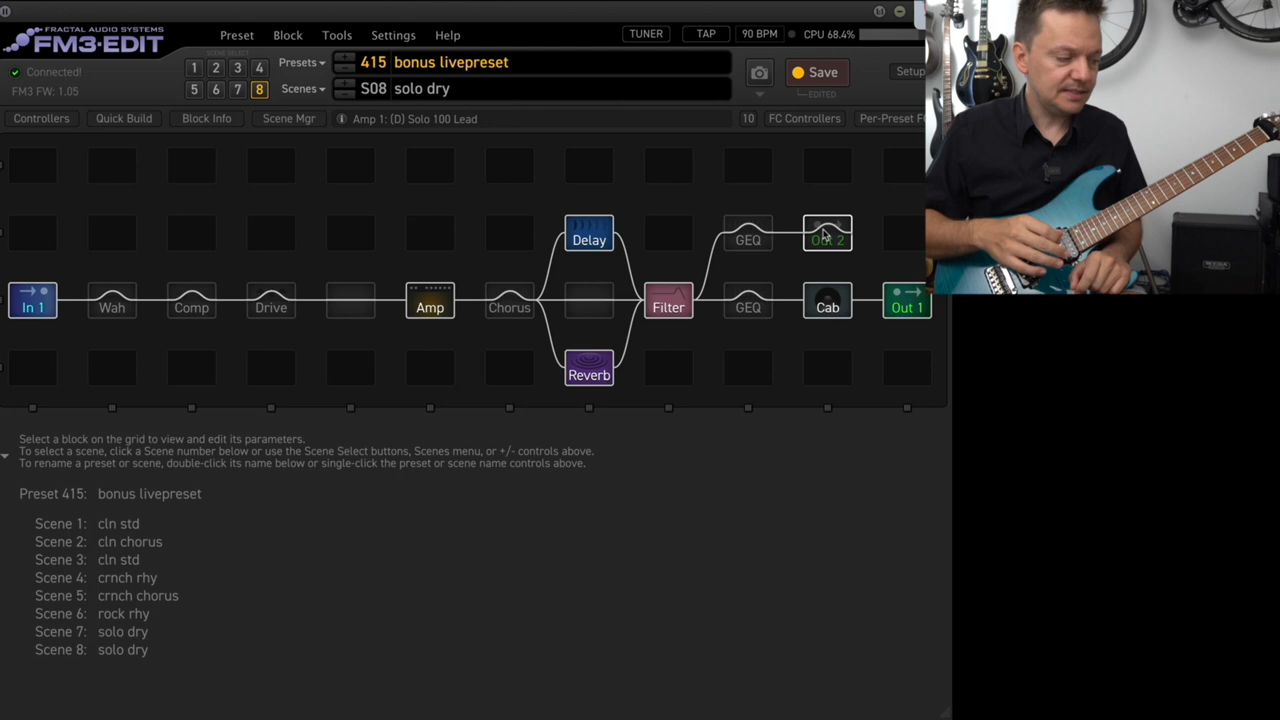 FRACTAL AUDIO SYSTEMS
FM3-EDIT
Preset Block Tools Settings Help
TUNER TAP 90 BPM CPU 68.4%
SCENE SELECT
1 2 3 4
5 6 7 8
Presets 415 bonus livepreset
Scenes S08 solo dry
Save
EDITED
Setup
Connected!
FM3 FW: 1.05
Controllers Quick Build Block Info Scene Mgr Amp 1: (D) Solo 100 Lead 10 FC Controllers Per-Preset F
Delay GEQ Out 2
In 1 Wah Comp Drive Amp Chorus Filter GEQ Cab Out 1
Reverb
Select a block on the grid to view and edit its parameters.
To select a scene, click a Scene number below or use the Scene Select buttons, Scenes menu, or +/- controls above.
To rename a preset or scene, double-click its name below or single-click the preset or scene name controls above.
Preset 415: bonus livepreset
Scene 1: cln std
Scene 2: cln chorus
Scene 3: cln std
Scene 4: crnch rhy
Scene 5: crnch chorus
Scene 6: rock rhy
Scene 7: solo dry
Scene 8: solo dry